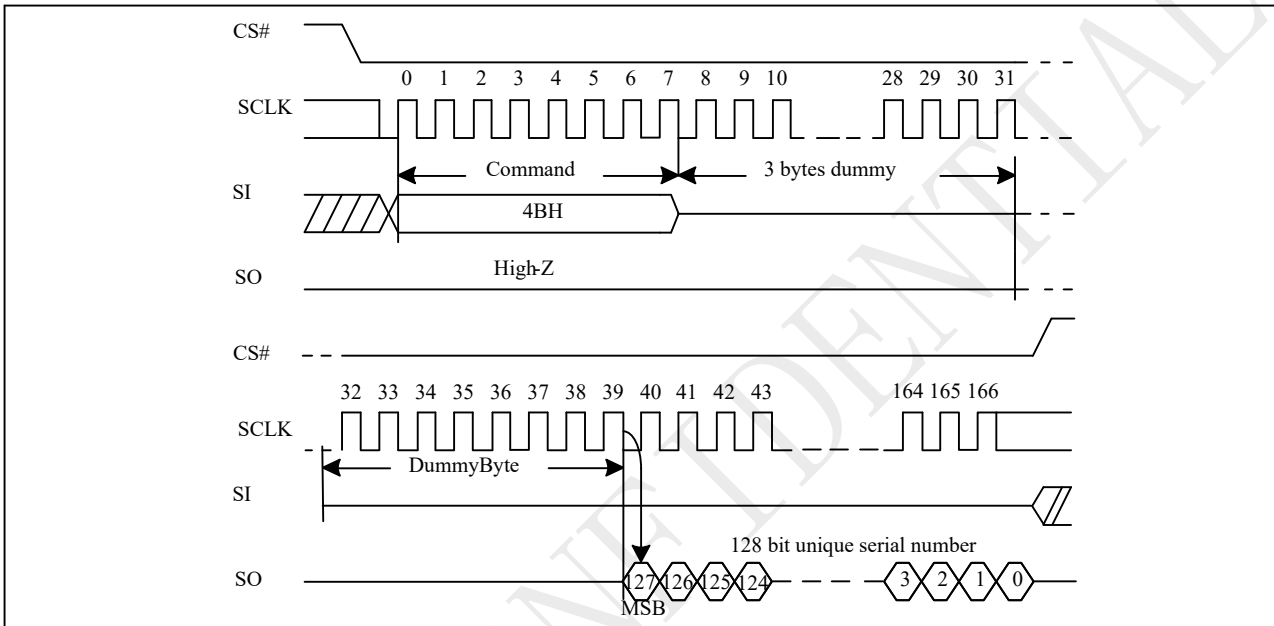 CS#
0 1 2 3 4 5 6 7 8 9 10 28 29 30 31
SCLK
Command 3 bytes dummy
SI
4BH
High-Z
SO
CS#
32 33 34 35 36 37 38 39 40 41 42 43 164 165 166
SCLK
DummyByte
SI
128 bit unique serial number
SO 127 126 125 124 3 2 1 0
MSB